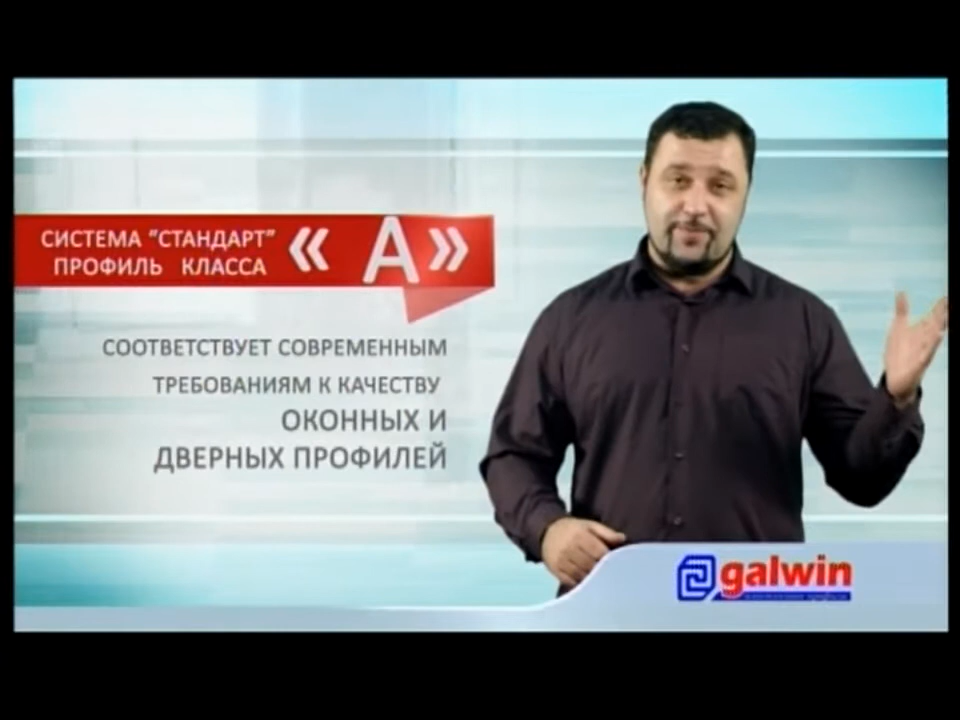 СИСТЕМА "СТАНДАРТ"
ПРОФИЛЬ КЛАССА
« А»
СООТВЕТСТВУЕТ СОВРЕМЕННЫМ
ТРЕБОВАНИЯМ К КАЧЕСТВУ
ОКОННЫХ И
ДВЕРНЫХ ПРОФИЛЕЙ
galwin